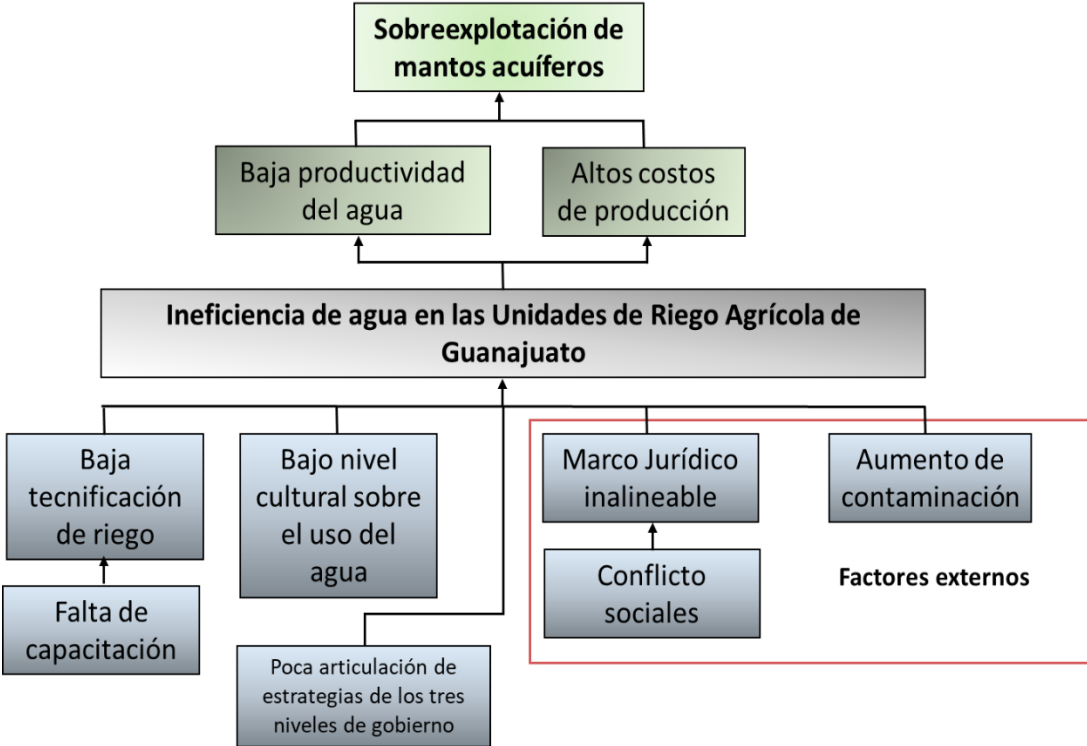 Sobreexplotación de
mantos acuíferos
Baja productividad
del agua
Altos costos
de producción
Ineficiencia de agua en las Unidades de Riego Agrícola de
Guanajuato
Baja
tecnificación
de riego
Bajo nivel
cultural sobre
el uso del
agua
Marco Jurídico
inalineable
Aumento de
contaminación
Falta de
capacitación
Conflicto
sociales
Factores externos
Poca articulación de
estrategias de los tres
niveles de gobierno